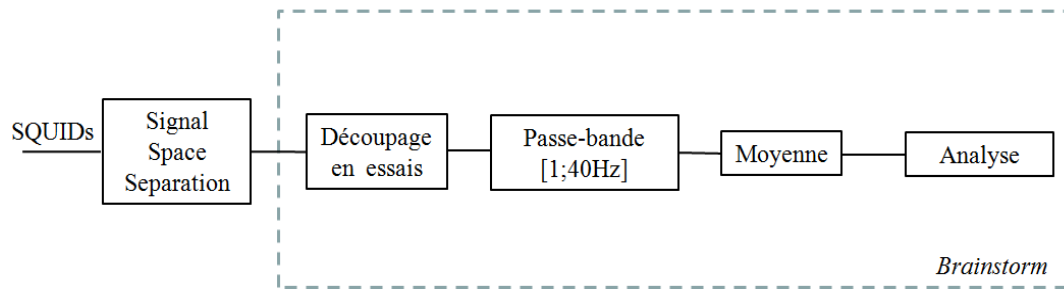 SQUIDs
Signal
Space
Separation
Découpage
en essais
Passe-bande
[1;40Hz]
Moyenne
Analyse
Brainstorm